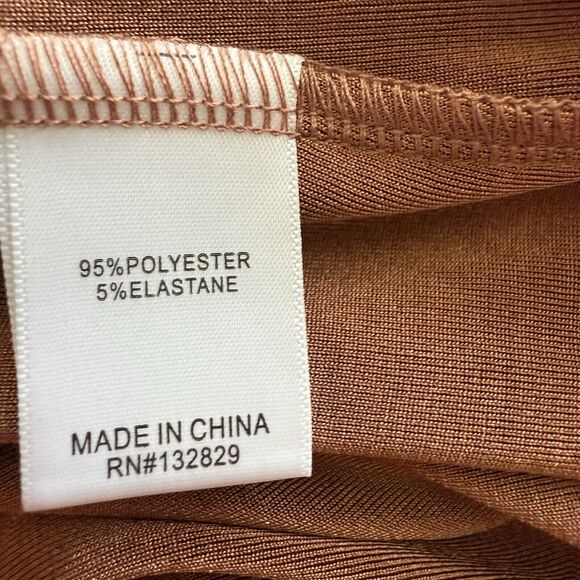 95%POLYESTER
5%ELASTANE
MADE IN CHINA
RN#132829